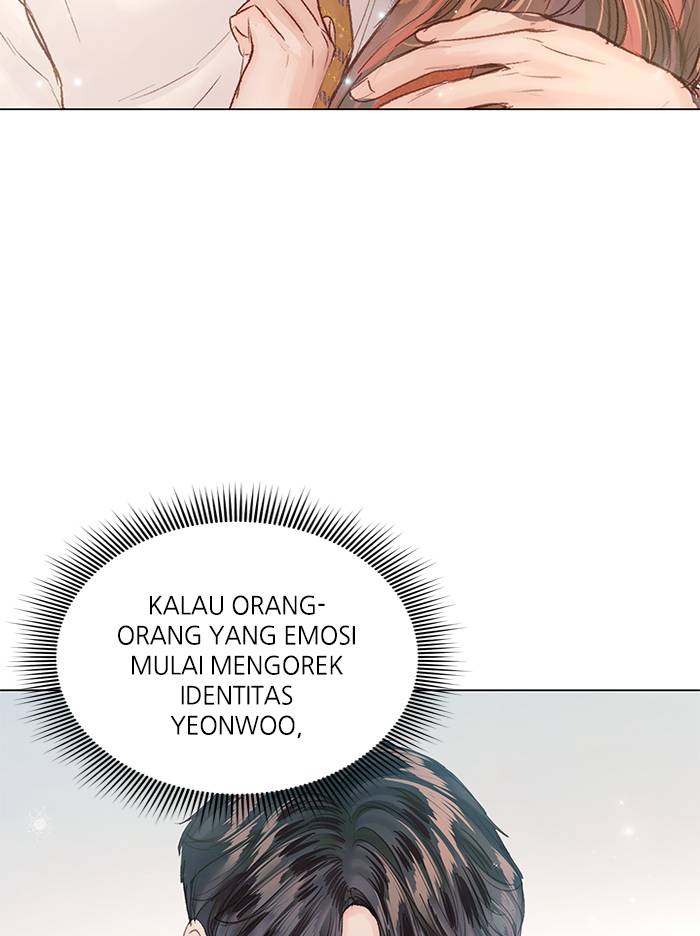 KALAU ORANG-
ORANG YANG EMOSI
MULAI MENGOREK
IDENTITAS
YEONWOO,